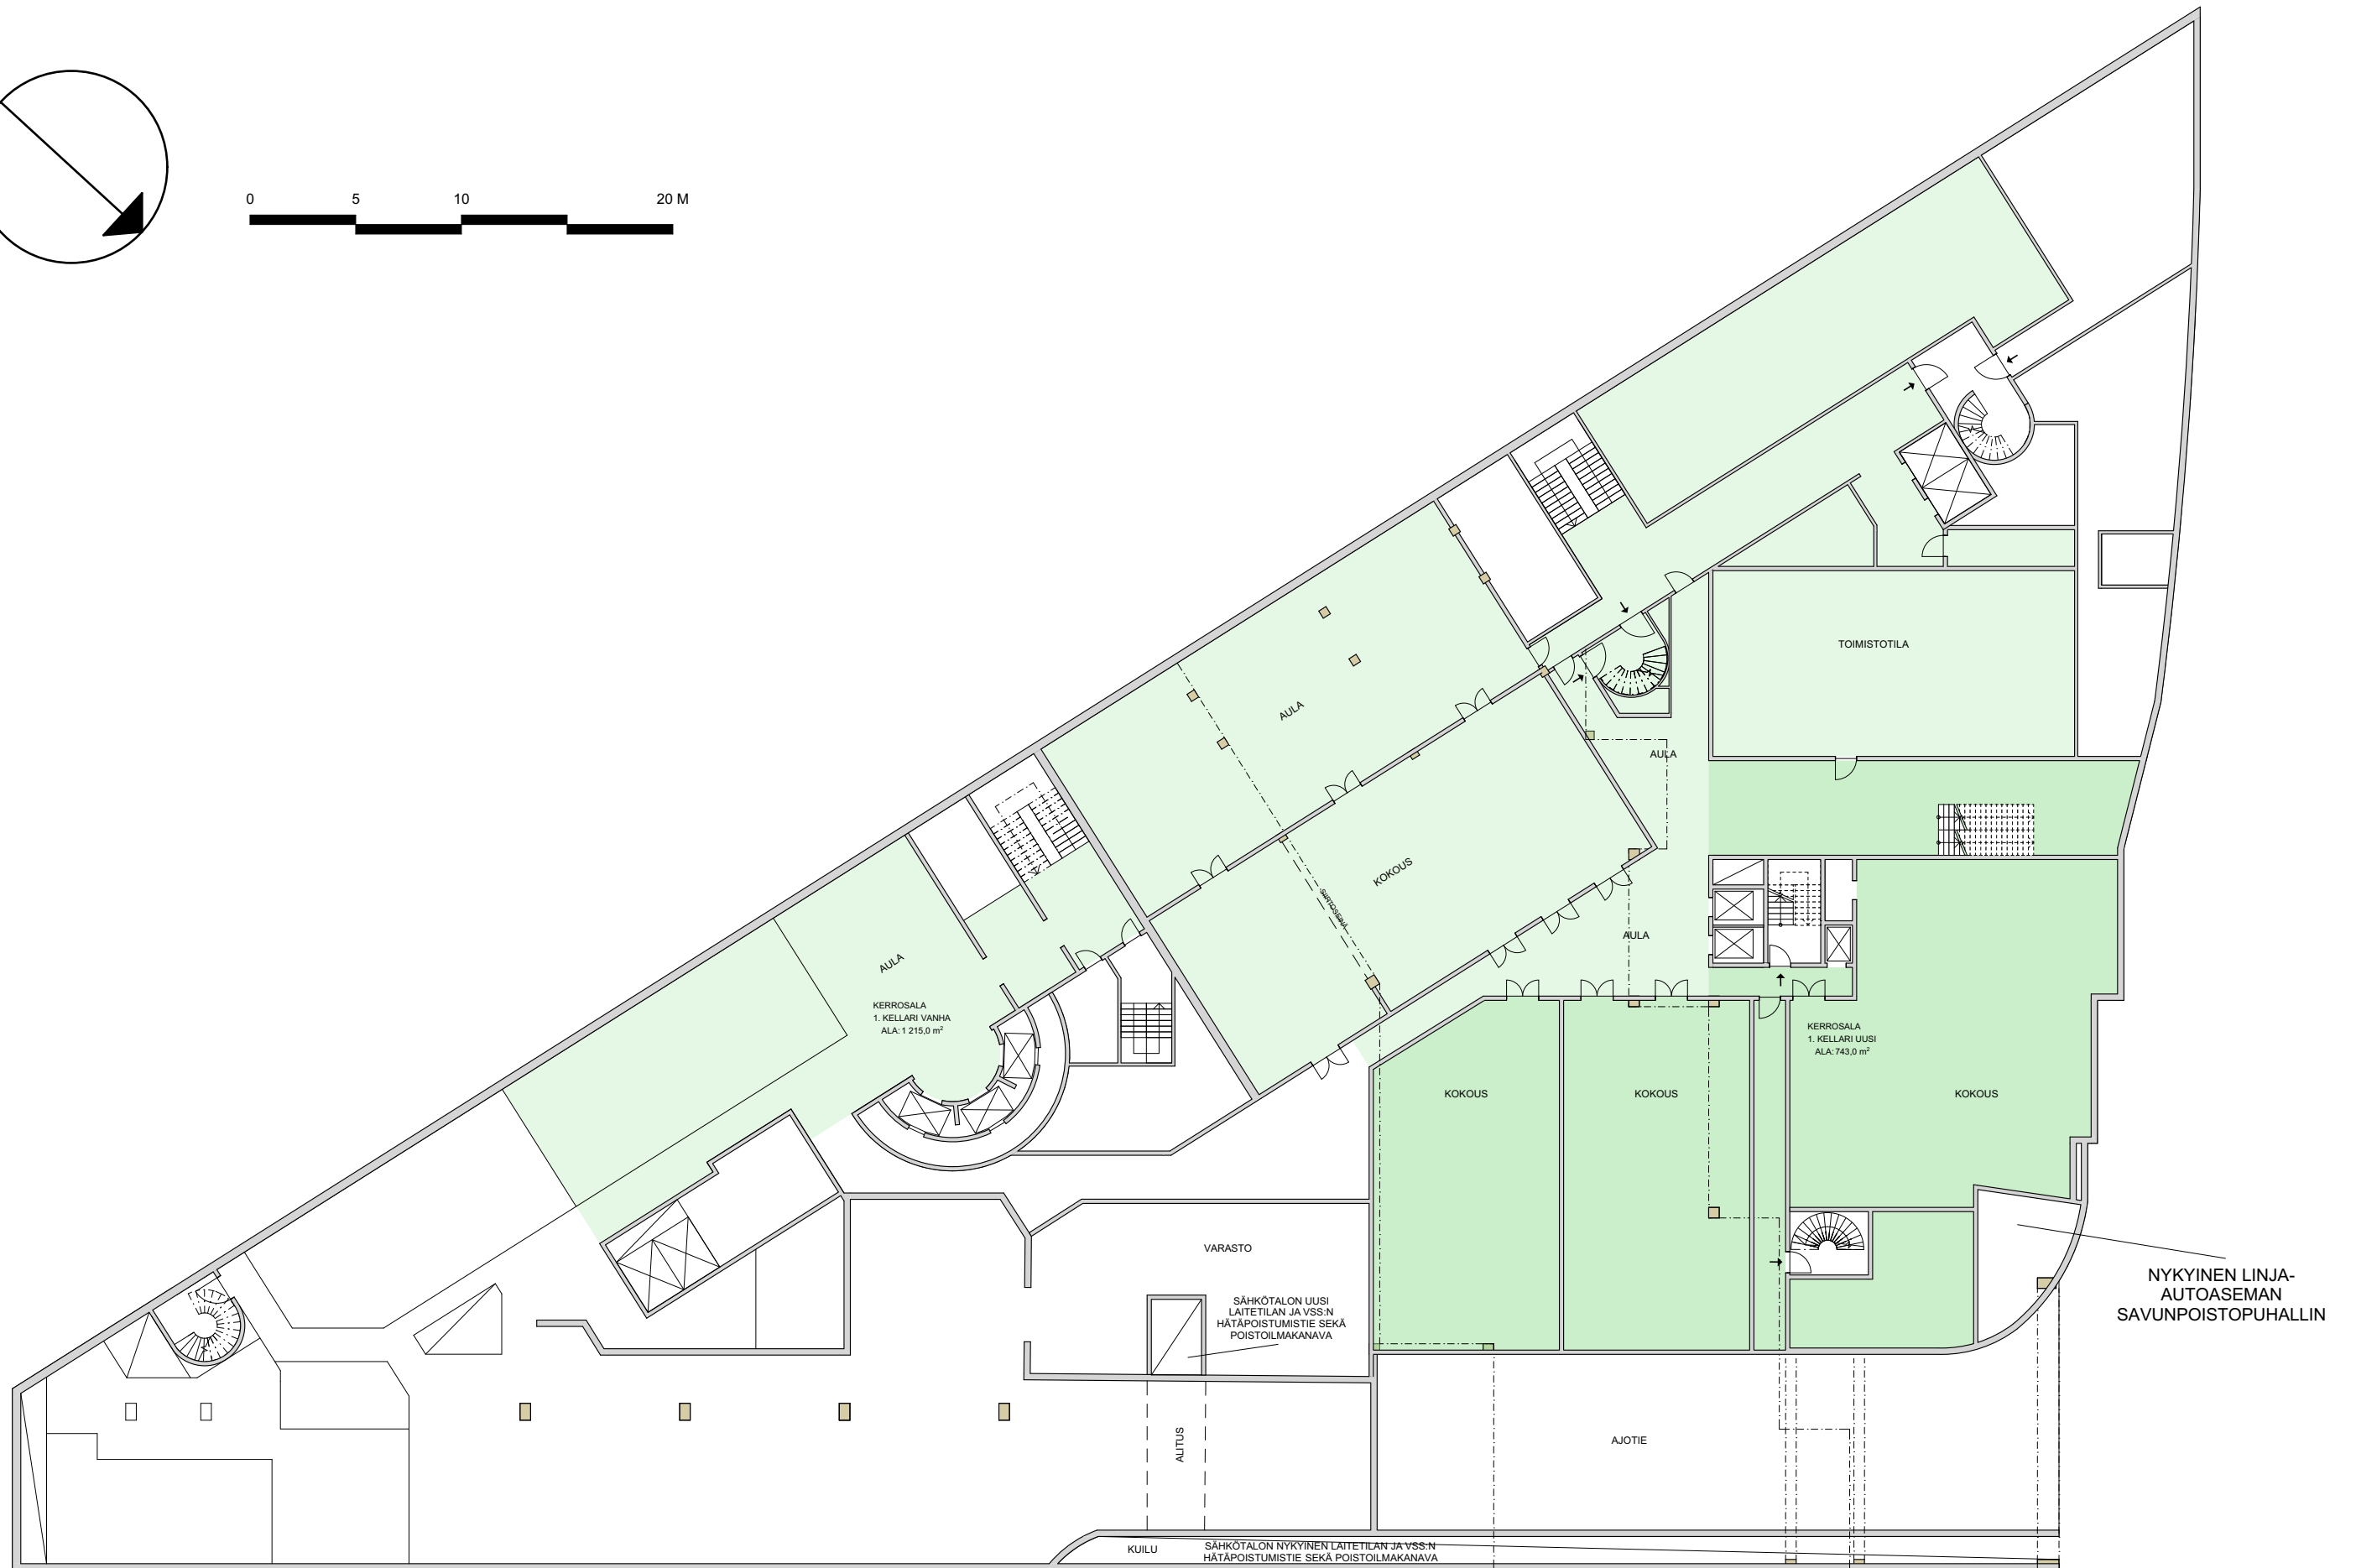 0 5 10 20 M
TOIMISTOTILA
AULA
AULA
KOKOUS
SIIRTOSEINÄ
AULA
AULA
KERROSALA
1. KELLARI VANHA
ALA: 1 215,0 m²
KERROSALA
1. KELLARI UUSI
ALA: 743,0 m²
KOKOUS
KOKOUS
KOKOUS
VARASTO
SÄHKÖTALON UUSI
LAITETILAN JA VSS:N
HÄTÄPOISTUMISTIE SEKÄ
POISTOILMAKANAVA
NYKYINEN LINJA-
AUTOASEMAN
SAVUNPOISTOPUHALLIN
ALITUS
AJOTIE
KUILU
SÄHKÖTALON NYKYINEN LAITETILAN JA VSS:N
HÄTÄPOISTUMISTIE SEKÄ POISTOILMAKANAVA